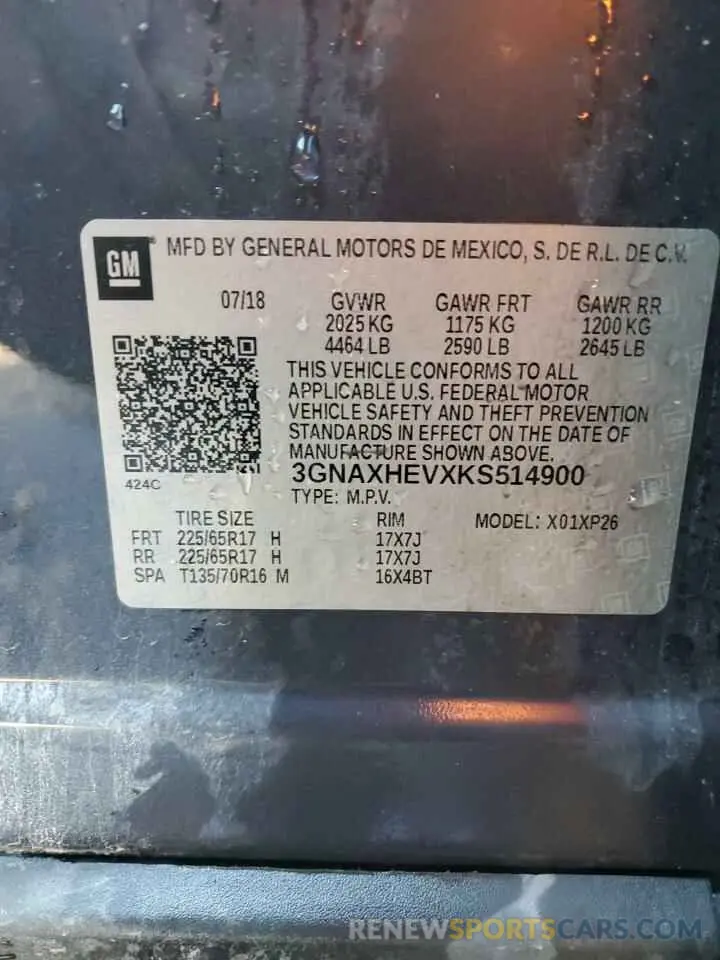 GM ® MFD BY GENERAL MOTORS DE MEXICO, S. DE R.L. DE C.V.
07/18 GVWR GAWR FRT GAWR RR
2025 KG 1175 KG 1200 KG
4464 LB 2590 LB 2645 LB
THIS VEHICLE CONFORMS TO ALL
APPLICABLE U.S. FEDERAL MOTOR
VEHICLE SAFETY AND THEFT PREVENTION
STANDARDS IN EFFECT ON THE DATE OF
MANUFACTURE SHOWN ABOVE.
424C 3GNAXHEVXKS514900
TYPE: M.P.V.
TIRE SIZE RIM MODEL: X01XP26
FRT 225/65R17 H 17X7J
RR 225/65R17 H 17X7J
SPA T135/70R16 M 16X4BT
RENEWSPORTSCARS.COM